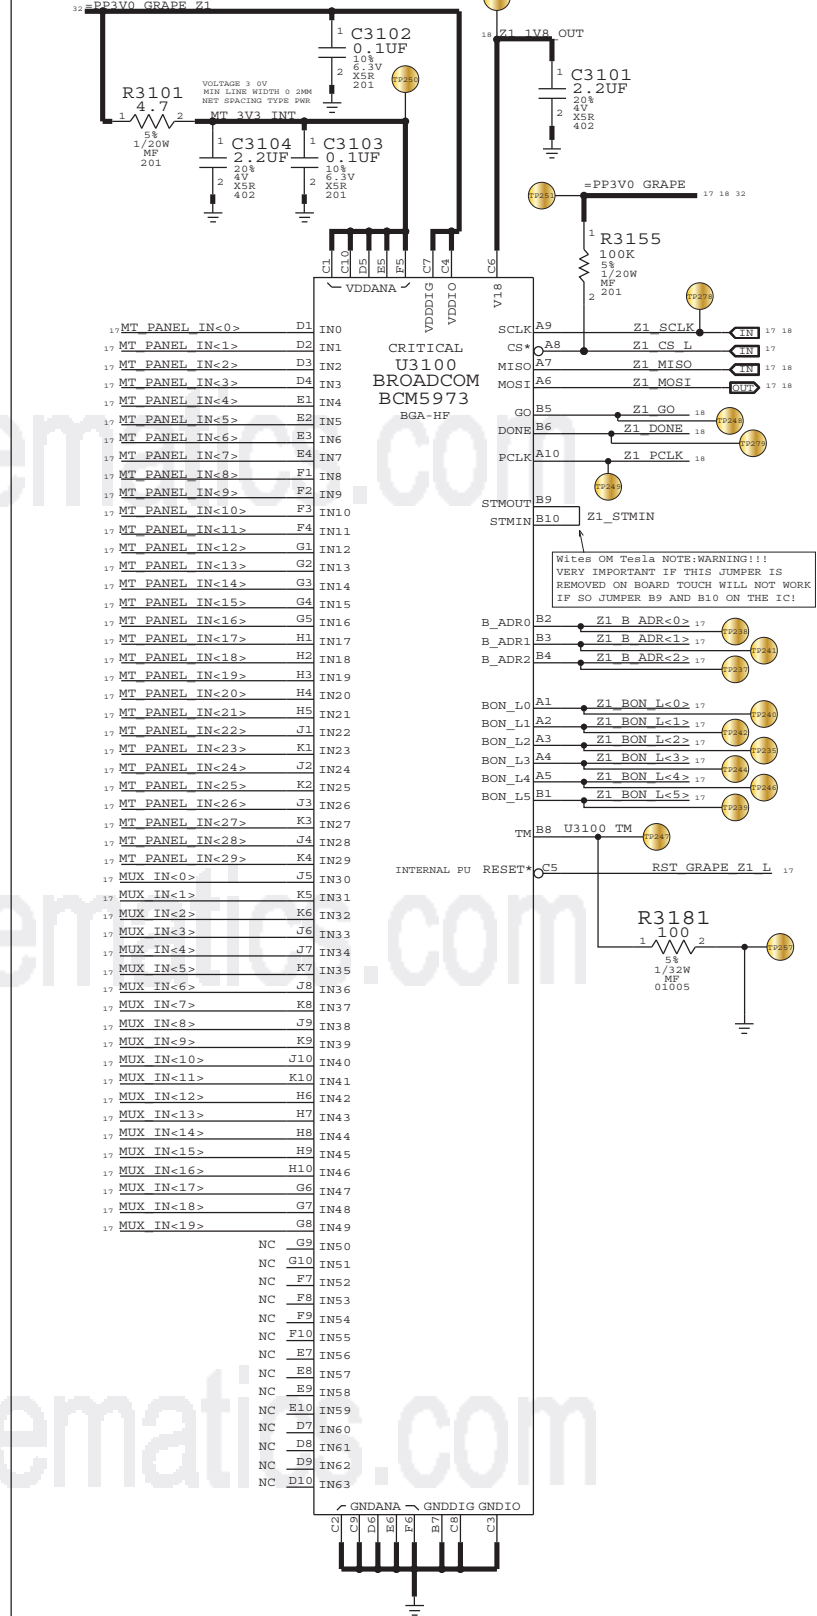 32 =PP3V0_GRAPE_Z1
1
C3102
0.1UF
10%
6.3V
X5R
201
2
TP250
18 Z1_1V8_OUT
1
C3101
2.2UF
20%
4V
X5R
402
2
VOLTAGE 3 0V
MIN LINE WIDTH 0 2MM
NET SPACING TYPE PWR
R3101
4.7
1 2
5%
1/20W
MF
201
MT_3V3_INT
1
C3104
2.2UF
20%
4V
X5R
402
2
1
C3103
0.1UF
10%
6.3V
X5R
201
2
TP251
=PP3V0_GRAPE 17 18 32
1
R3155
100K
5%
1/20W
MF
201
2
TP278
C1 C10 D5 E5 F5 C7 C4 C6
VDDANA VDDDIG VDDIO V18
CRITICAL
U3100
BROADCOM
BCM5973
BGA-HF
17 MT_PANEL_IN<0> D1 IN0
17 MT_PANEL_IN<1> D2 IN1
17 MT_PANEL_IN<2> D3 IN2
17 MT_PANEL_IN<3> D4 IN3
17 MT_PANEL_IN<4> E1 IN4
17 MT_PANEL_IN<5> E2 IN5
17 MT_PANEL_IN<6> E3 IN6
17 MT_PANEL_IN<7> E4 IN7
17 MT_PANEL_IN<8> F1 IN8
17 MT_PANEL_IN<9> F2 IN9
17 MT_PANEL_IN<10> F3 IN10
17 MT_PANEL_IN<11> F4 IN11
17 MT_PANEL_IN<12> G1 IN12
17 MT_PANEL_IN<13> G2 IN13
17 MT_PANEL_IN<14> G3 IN14
17 MT_PANEL_IN<15> G4 IN15
17 MT_PANEL_IN<16> G5 IN16
17 MT_PANEL_IN<17> H1 IN17
17 MT_PANEL_IN<18> H2 IN18
17 MT_PANEL_IN<19> H3 IN19
17 MT_PANEL_IN<20> H4 IN20
17 MT_PANEL_IN<21> H5 IN21
17 MT_PANEL_IN<22> J1 IN22
17 MT_PANEL_IN<23> K1 IN23
17 MT_PANEL_IN<24> J2 IN24
17 MT_PANEL_IN<25> K2 IN25
17 MT_PANEL_IN<26> J3 IN26
17 MT_PANEL_IN<27> K3 IN27
17 MT_PANEL_IN<28> J4 IN28
17 MT_PANEL_IN<29> K4 IN29
17 MUX_IN<0> J5 IN30
17 MUX_IN<1> K5 IN31
17 MUX_IN<2> K6 IN32
17 MUX_IN<3> J6 IN33
17 MUX_IN<4> J7 IN34
17 MUX_IN<5> K7 IN35
17 MUX_IN<6> J8 IN36
17 MUX_IN<7> K8 IN37
17 MUX_IN<8> J9 IN38
17 MUX_IN<9> K9 IN39
17 MUX_IN<10> J10 IN40
17 MUX_IN<11> K10 IN41
17 MUX_IN<12> H6 IN42
17 MUX_IN<13> H7 IN43
17 MUX_IN<14> H8 IN44
17 MUX_IN<15> H9 IN45
17 MUX_IN<16> H10 IN46
17 MUX_IN<17> G6 IN47
17 MUX_IN<18> G7 IN48
17 MUX_IN<19> G8 IN49
NC G9 IN50
NC G10 IN51
NC F7 IN52
NC F8 IN53
NC F9 IN54
NC F10 IN55
NC E7 IN56
NC E8 IN57
NC E9 IN58
NC E10 IN59
NC D7 IN60
NC D8 IN61
NC D9 IN62
NC D10 IN63
SCLK A9 Z1_SCLK IN 17 18
CS* A8 Z1_CS_L IN 17
MISO A7 Z1_MISO IN 17 18
MOSI A6 Z1_MOSI OUT 17 18
GO B5 Z1_GO 18 TP248
DONE B6 Z1_DONE 18 TP279
PCLK A10 Z1_PCLK 18
TP249
STMOUT B9
STMIN B10
Z1_STMIN
Wites OM Tesla NOTE:WARNING!!!
VERY IMPORTANT IF THIS JUMPER IS
REMOVED ON BOARD TOUCH WILL NOT WORK
IF SO JUMPER B9 AND B10 ON THE IC!
B_ADR0 B2 Z1_B_ADR<0> 17 TP238
B_ADR1 B3 Z1_B_ADR<1> 17 TP241
B_ADR2 B4 Z1_B_ADR<2> 17 TP237
BON_L0 A1 Z1_BON_L<0> 17 TP240
BON_L1 A2 Z1_BON_L<1> 17 TP242
BON_L2 A3 Z1_BON_L<2> 17 TP235
BON_L3 A4 Z1_BON_L<3> 17 TP244
BON_L4 A5 Z1_BON_L<4> 17 TP246
BON_L5 B1 Z1_BON_L<5> 17 TP239
TM B8 U3100_TM TP247
INTERNAL PU RESET* C5 RST_GRAPE_Z1_L 17
R3181
100
1 2
5%
1/32W
MF
01005
TP257
GNDANA GNDDIG GNDIO
C2 C9 D6 E6 F6 B7 C8 C3
ematics.com
ematics.com
ematics.com